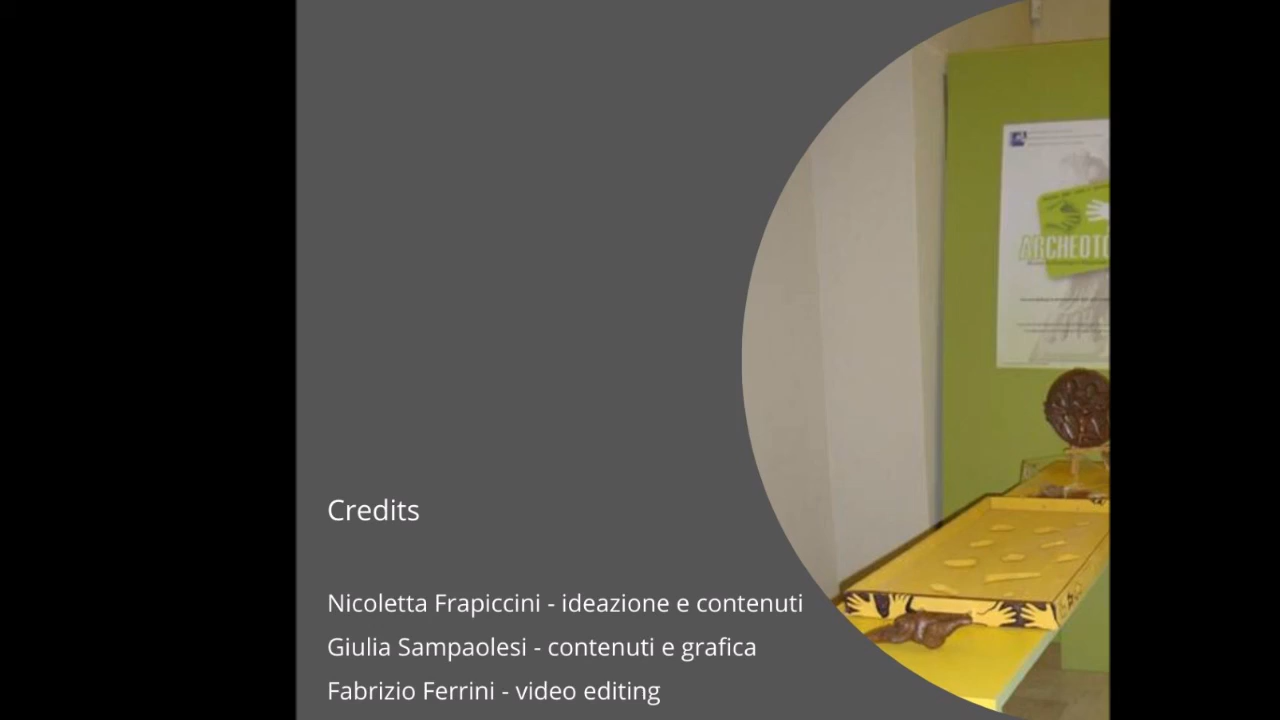 Credits
Nicoletta Frapiccini - ideazione e contenuti
Giulia Sampaolesi - contenuti e grafica
Fabrizio Ferrini - video editing